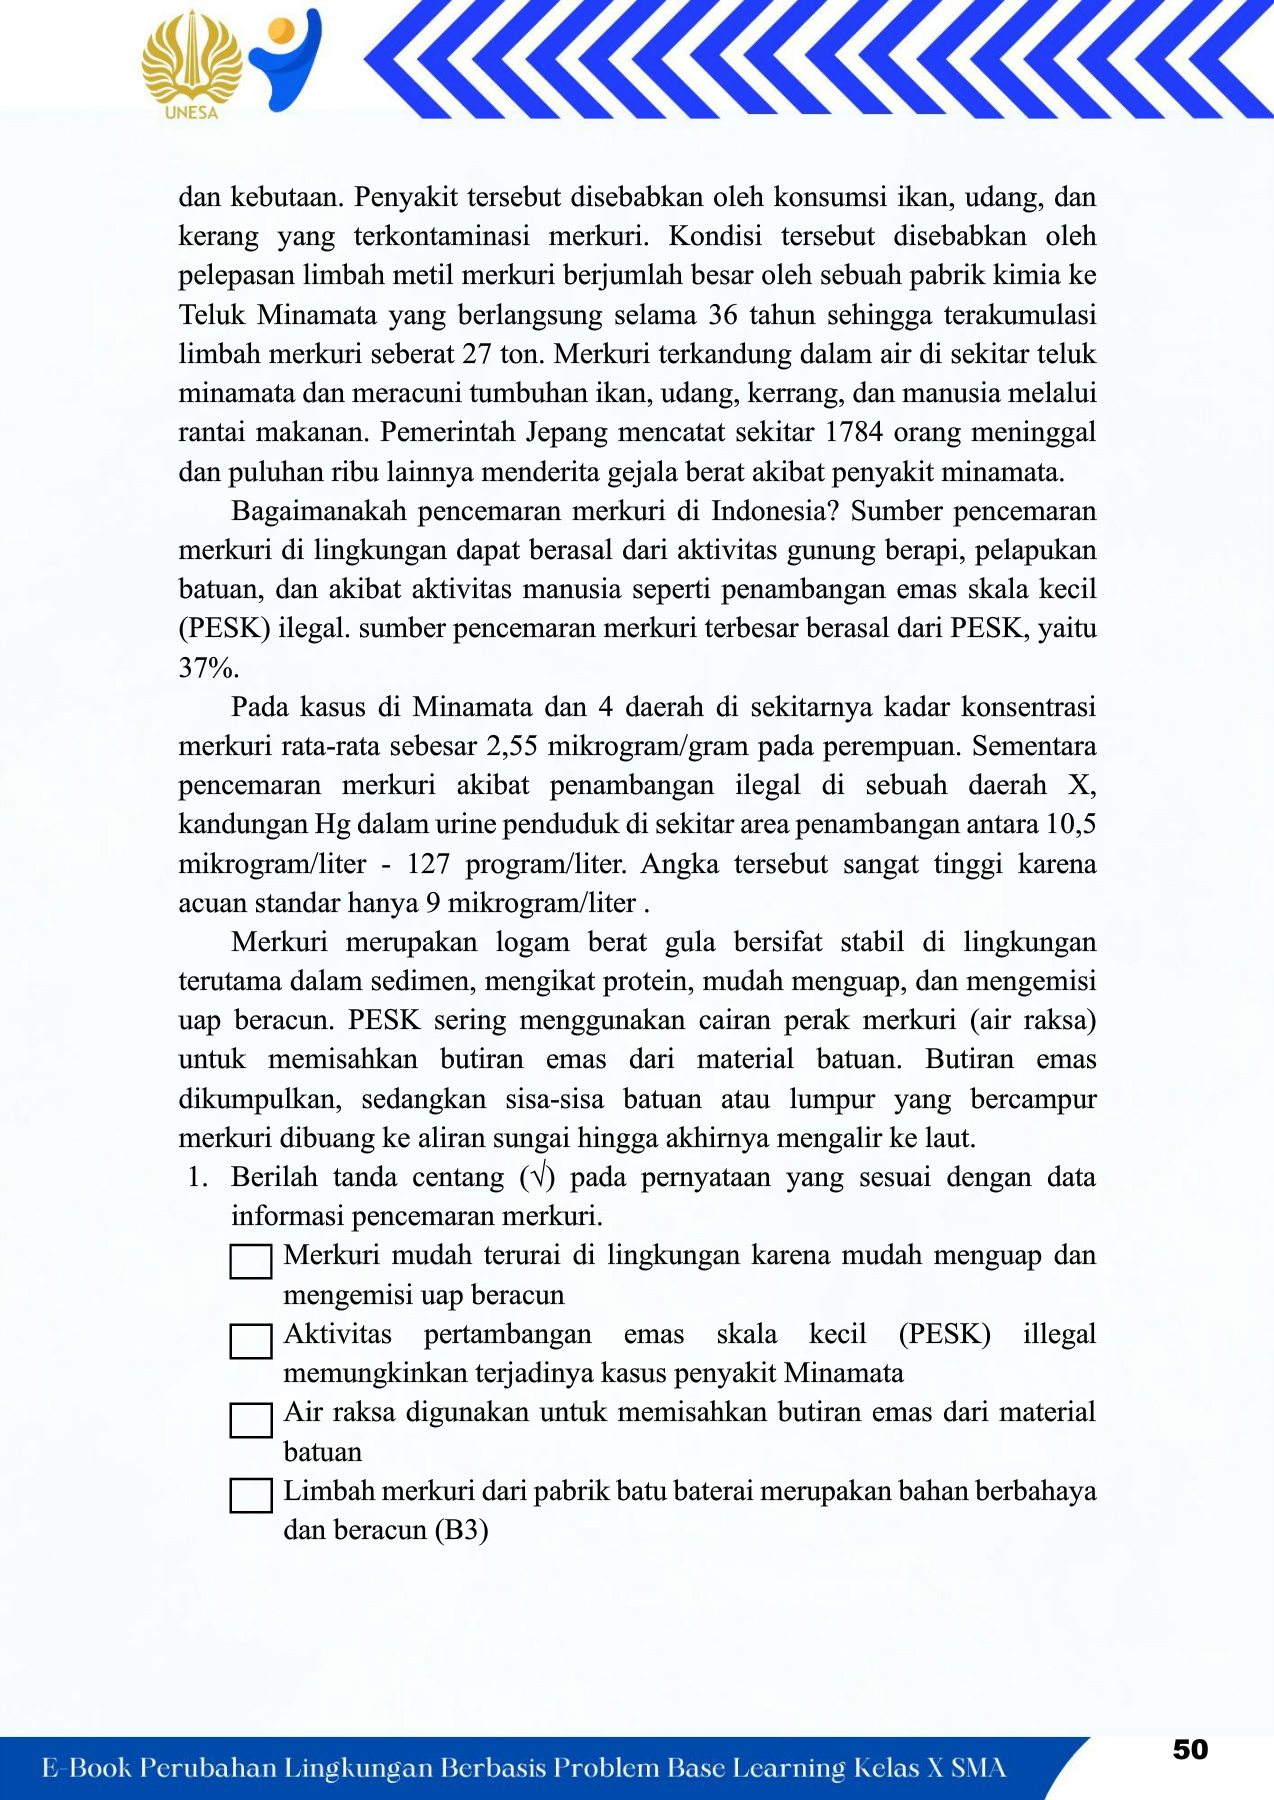 UNESA
dan kebutaan. Penyakit tersebut disebabkan oleh konsumsi ikan, udang, dan
kerang yang terkontaminasi merkuri. Kondisi tersebut disebabkan oleh
pelepasan limbah metil merkuri berjumlah besar oleh sebuah pabrik kimia ke
Teluk Minamata yang berlangsung selama 36 tahun sehingga terakumulasi
limbah merkuri seberat 27 ton. Merkuri terkandung dalam air di sekitar teluk
minamata dan meracuni tumbuhan ikan, udang, kerrang, dan manusia melalui
rantai makanan. Pemerintah Jepang mencatat sekitar 1784 orang meninggal
dan puluhan ribu lainnya menderita gejala berat akibat penyakit minamata.
Bagaimanakah pencemaran merkuri di Indonesia? Sumber pencemaran
merkuri di lingkungan dapat berasal dari aktivitas gunung berapi, pelapukan
batuan, dan akibat aktivitas manusia seperti penambangan emas skala kecil
(PESK) ilegal. sumber pencemaran merkuri terbesar berasal dari PESK, yaitu
37%.
Pada kasus di Minamata dan 4 daerah di sekitarnya kadar konsentrasi
merkuri rata-rata sebesar 2,55 mikrogram/gram pada perempuan. Sementara
pencemaran merkuri akibat penambangan ilegal di sebuah daerah X,
kandungan Hg dalam urine penduduk di sekitar area penambangan antara 10,5
mikrogram/liter - 127 program/liter. Angka tersebut sangat tinggi karena
acuan standar hanya 9 mikrogram/liter .
Merkuri merupakan logam berat gula bersifat stabil di lingkungan
terutama dalam sedimen, mengikat protein, mudah menguap, dan mengemisi
uap beracun. PESK sering menggunakan cairan perak merkuri (air raksa)
untuk memisahkan butiran emas dari material batuan. Butiran emas
dikumpulkan, sedangkan sisa-sisa batuan atau lumpur yang bercampur
merkuri dibuang ke aliran sungai hingga akhirnya mengalir ke laut.
1. Berilah tanda centang (√) pada pernyataan yang sesuai dengan data
informasi pencemaran merkuri.
Merkuri mudah terurai di lingkungan karena mudah menguap dan
mengemisi uap beracun
Aktivitas pertambangan emas skala kecil (PESK) illegal
memungkinkan terjadinya kasus penyakit Minamata
Air raksa digunakan untuk memisahkan butiran emas dari material
batuan
Limbah merkuri dari pabrik batu baterai merupakan bahan berbahaya
dan beracun (B3)
50
E-Book Perubahan Lingkungan Berbasis Problem Base Learning Kelas X SMA